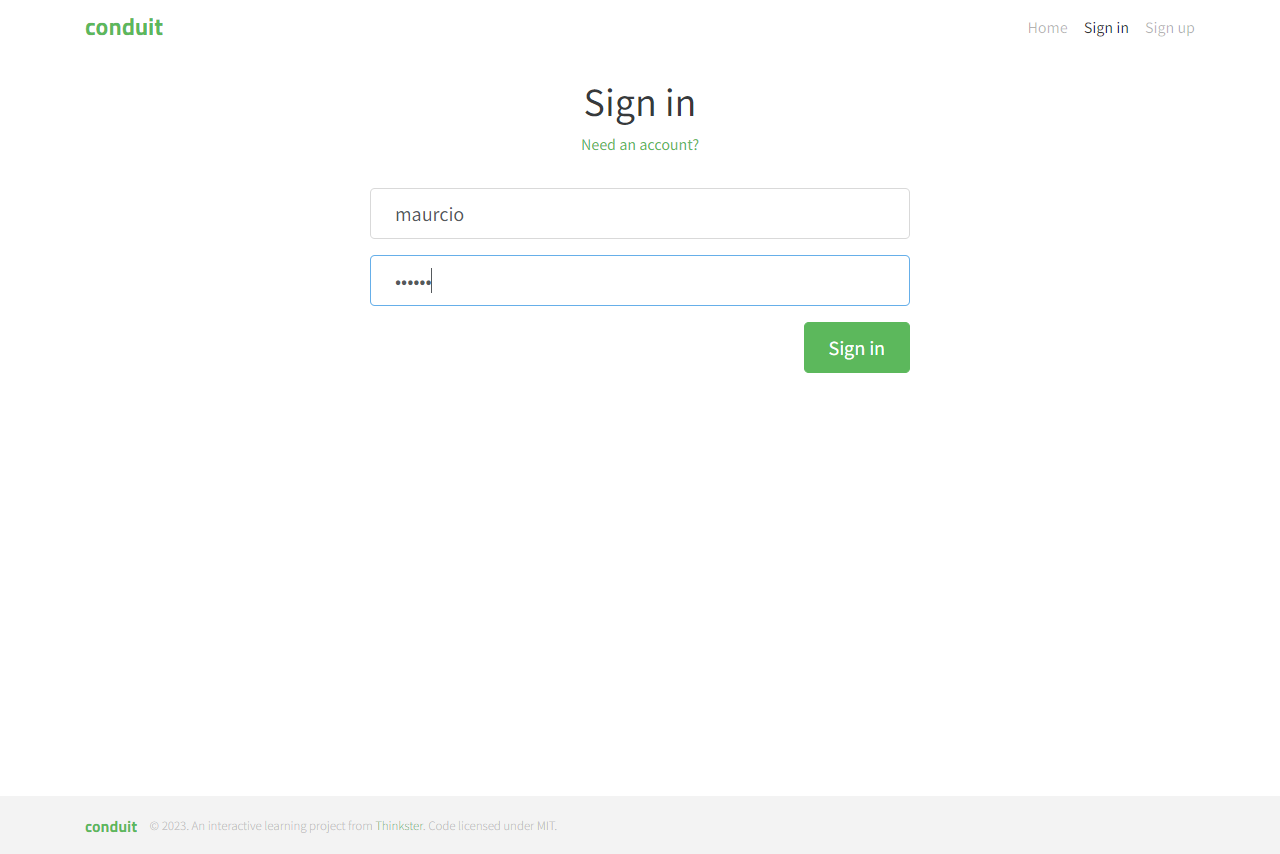 conduit
Home Sign in Sign up
Sign in
Need an account?
maurcio
••••••
Sign in
conduit © 2023. An interactive learning project from Thinkster. Code licensed under MIT.